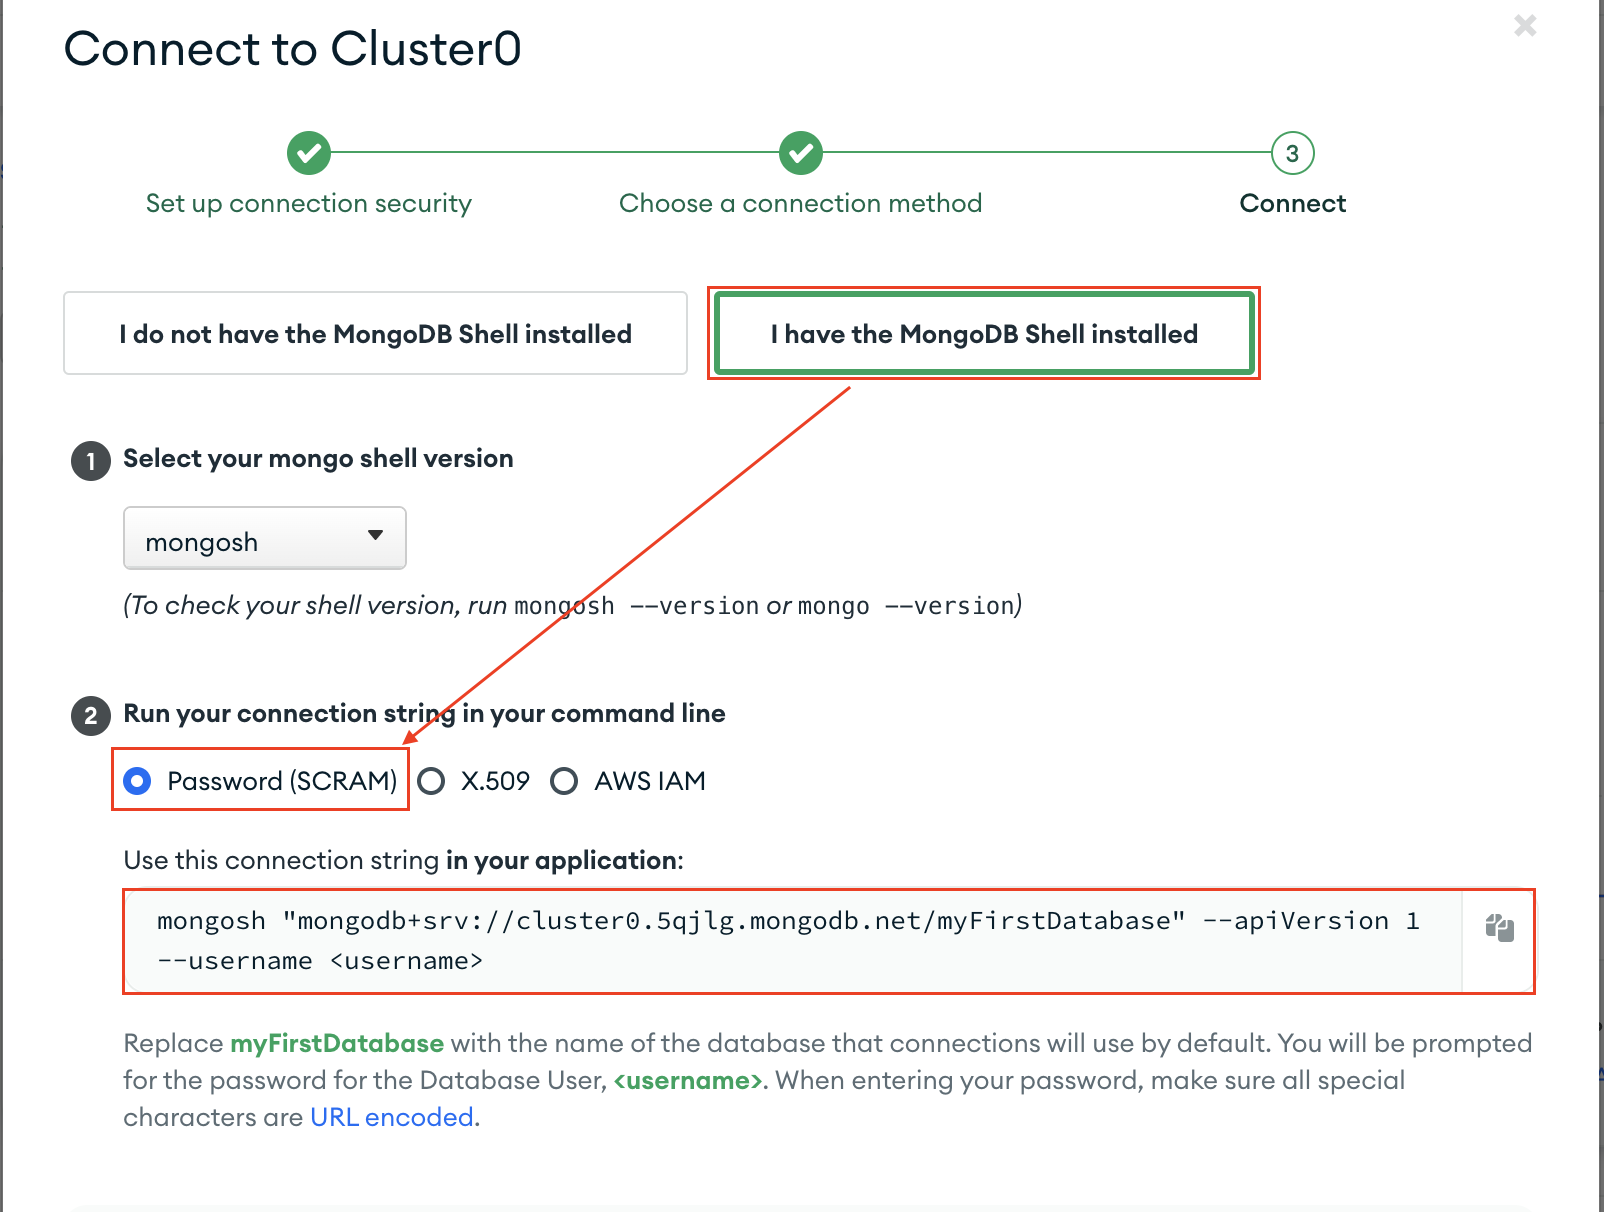 Connect to Cluster0
3
Set up connection security
Choose a connection method
Connect
I do not have the MongoDB Shell installed
I have the MongoDB Shell installed
1 Select your mongo shell version
mongosh
(To check your shell version, run mongosh --version or mongo --version)
2 Run your connection string in your command line
Password (SCRAM) X.509 AWS IAM
Use this connection string in your application:
mongosh "mongodb+srv://cluster0.5qjlg.mongodb.net/myFirstDatabase" --apiVersion 1
--username <username>
Replace myFirstDatabase with the name of the database that connections will use by default. You will be prompted
for the password for the Database User, <username>. When entering your password, make sure all special
characters are URL encoded.